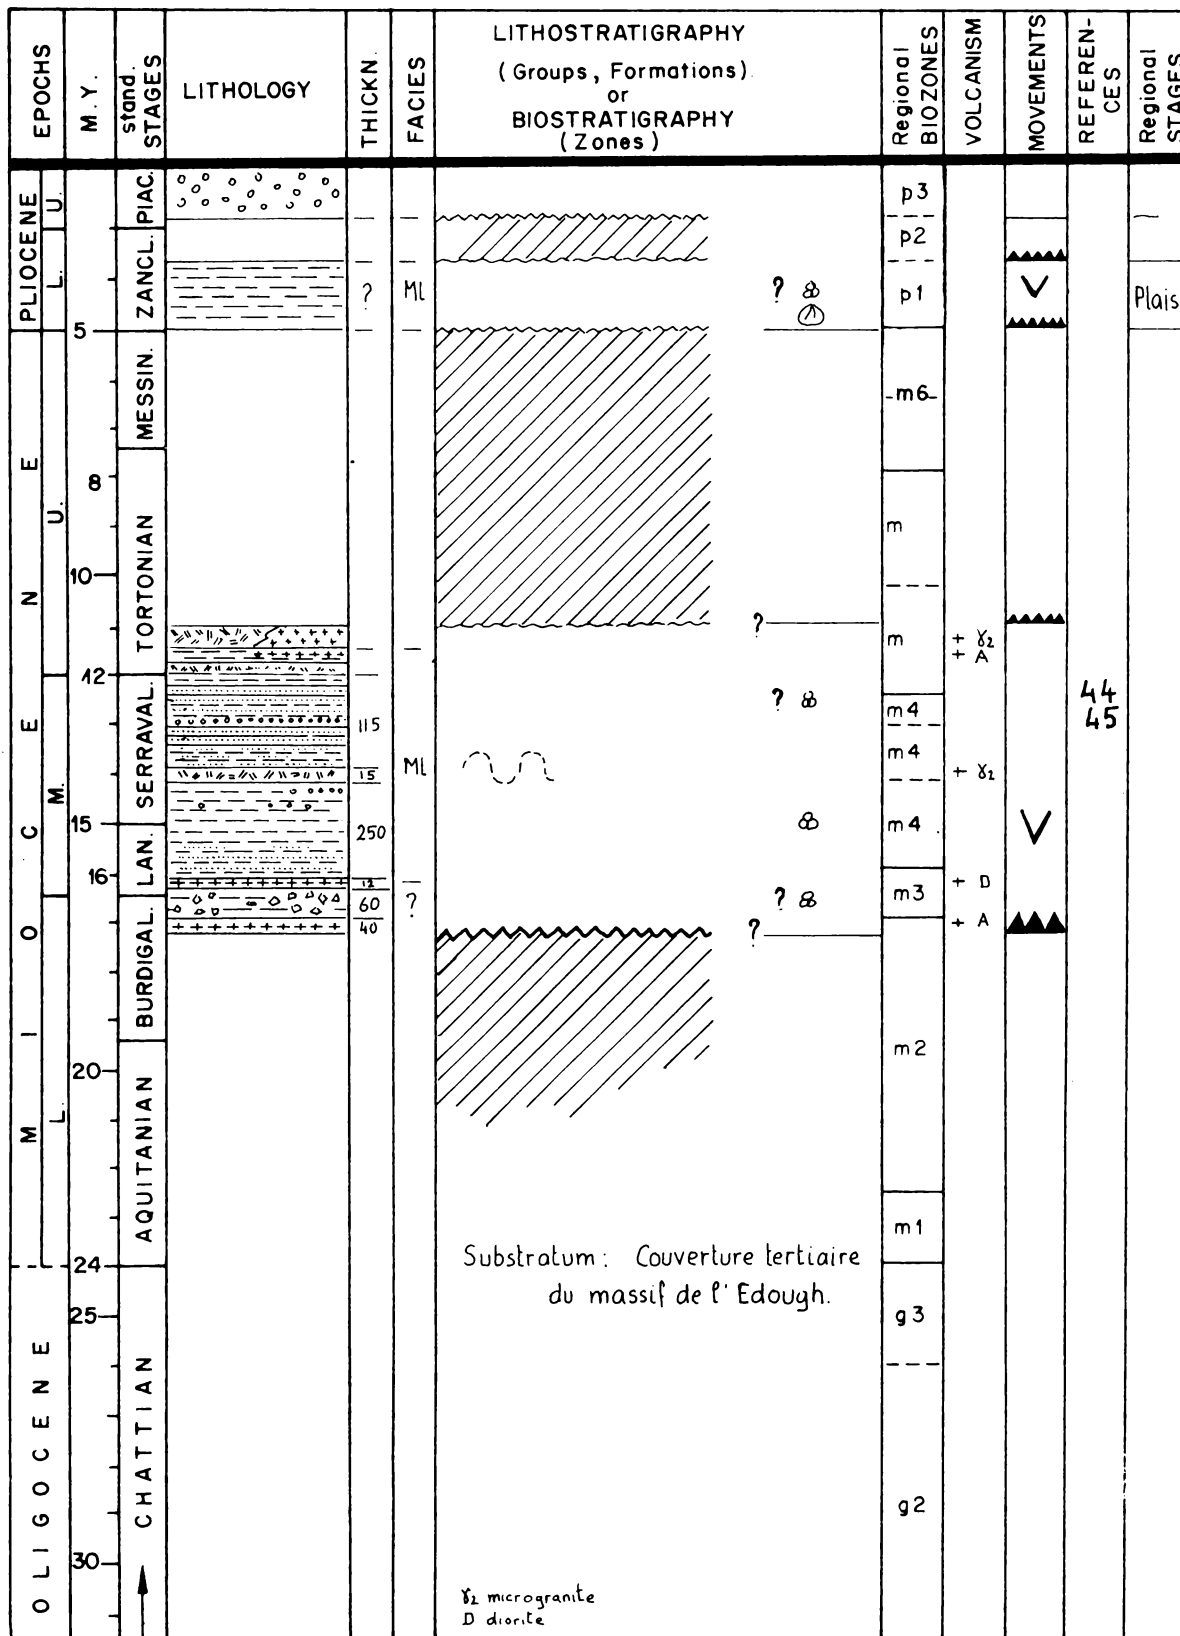 EPOCHS
M.Y.
stand. STAGES
LITHOLOGY
THICKN.
FACIES
LITHOSTRATIGRAPHY
(Groups, Formations)
or
BIOSTRATIGRAPHY
(Zones)
Regional BIOZONES
VOLCANISM
MOVEMENTS
REFEREN-
CES
Regional STAGES
PLIOCENE
U.
L.
MIOCENE
U.
M.
L.
OLIGOCENE
5
8
10
12
15
16
20
24
25
30
PIAC.
ZANCL.
MESSIN.
TORTONIAN
SERRAVAL.
LAN.
BURDIGAL.
AQUITANIAN
CHATTIAN
?
115
15
250
12
60
40
Ml
Ml
?
?
?
?
?
?
Substratum: Couverture tertiaire
du massif de l'Edough.
γ2 microgranite
D diorite
p3
p2
p1
m6
m
m
m4
m4
m4
m3
m2
m1
g3
g2
+ γ2
+ A
+ γ2
+ D
+ A
44
45
Plais